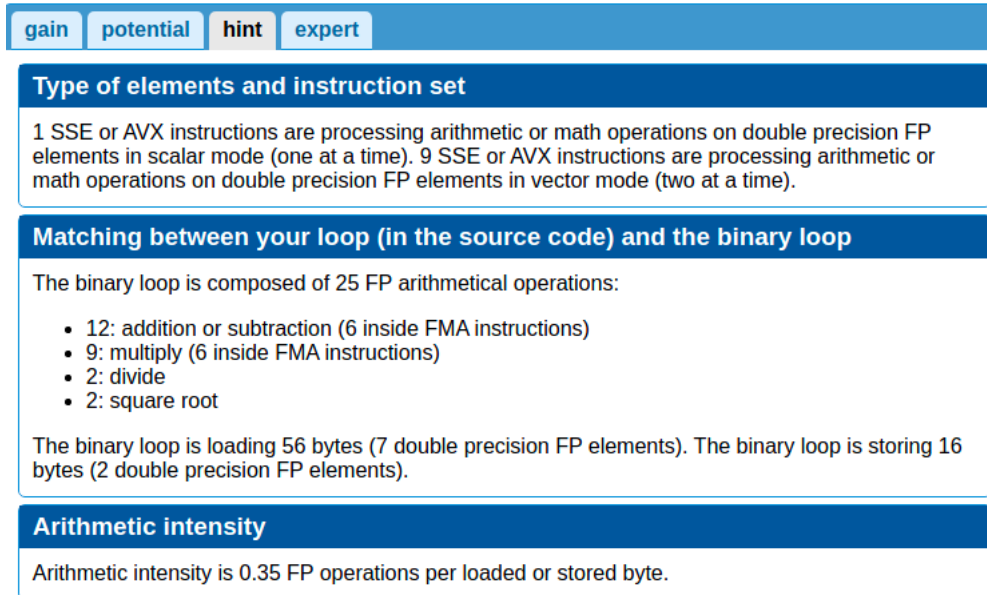 gain potential hint expert
Type of elements and instruction set
1 SSE or AVX instructions are processing arithmetic or math operations on double precision FP
elements in scalar mode (one at a time). 9 SSE or AVX instructions are processing arithmetic or
math operations on double precision FP elements in vector mode (two at a time).
Matching between your loop (in the source code) and the binary loop
The binary loop is composed of 25 FP arithmetical operations:
• 12: addition or subtraction (6 inside FMA instructions)
• 9: multiply (6 inside FMA instructions)
• 2: divide
• 2: square root
The binary loop is loading 56 bytes (7 double precision FP elements). The binary loop is storing 16
bytes (2 double precision FP elements).
Arithmetic intensity
Arithmetic intensity is 0.35 FP operations per loaded or stored byte.